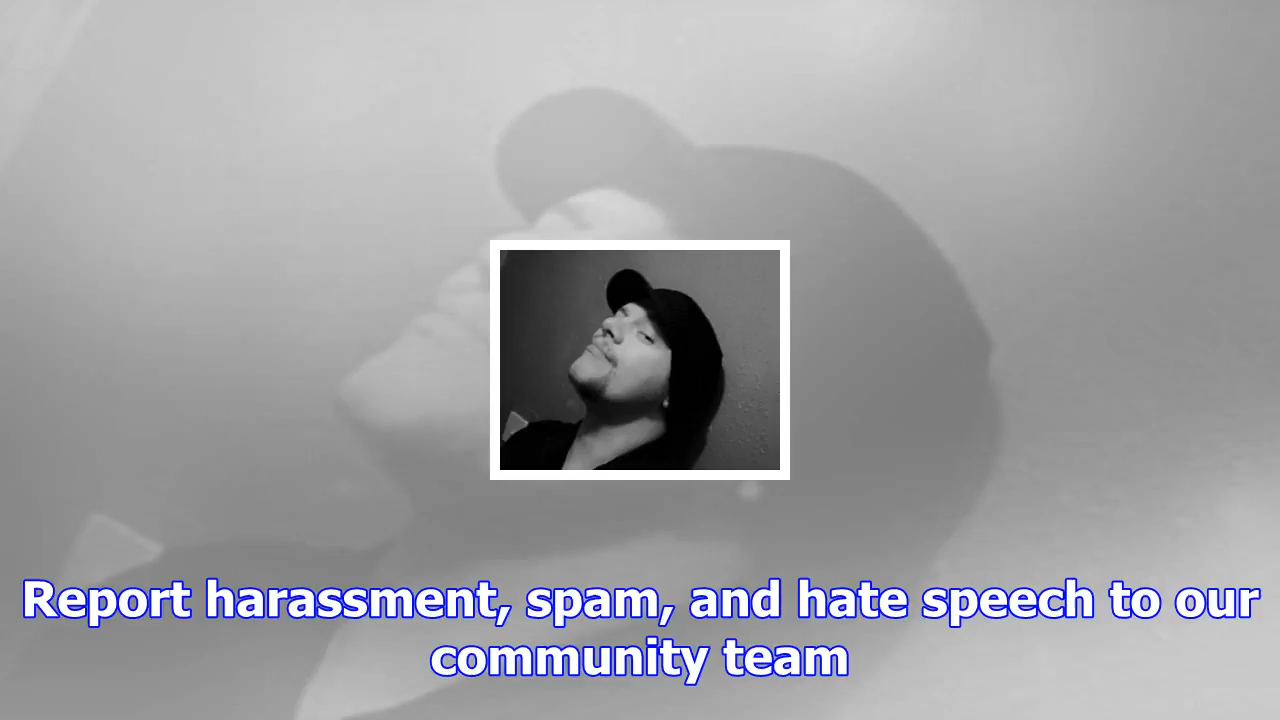 Report harassment, spam, and hate speech to our
community team